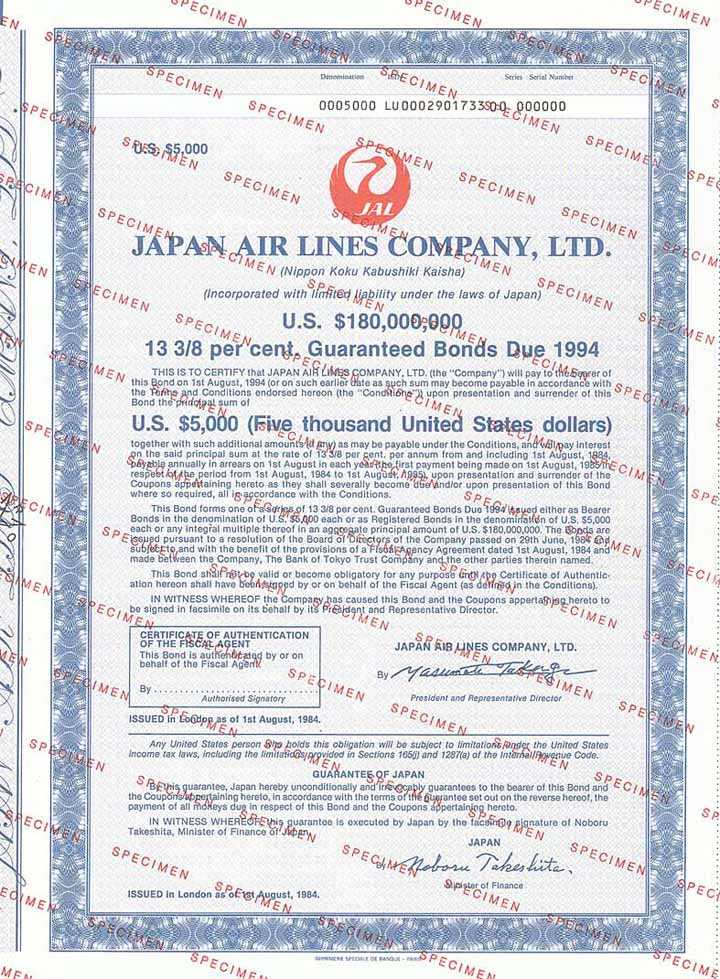 Denomination ISIN Series Serial Number
0005000 LU0002901733 00 000000
U.S. $5,000
JAL
JAPAN AIR LINES COMPANY, LTD.
(Nippon Koku Kabushiki Kaisha)
(Incorporated with limited liability under the laws of Japan)
U.S. $180,000,000
13 3/8 per cent. Guaranteed Bonds Due 1994
THIS IS TO CERTIFY that JAPAN AIR LINES COMPANY, LTD. (the "Company") will pay to the bearer of
this Bond on 1st August, 1994 (or on such earlier date as such sum may become payable in accordance with
the Terms and Conditions endorsed hereon (the "Conditions")) upon presentation and surrender of this
Bond the principal sum of
U.S. $5,000 (Five thousand United States dollars)
together with such additional amounts (if any) as may be payable under the Conditions, and will pay interest
on the said principal sum at the rate of 13 3/8 per cent. per annum from and including 1st August, 1984,
payable annually in arrears on 1st August in each year (the first payment being made on 1st August, 1985 in
respect of the period from 1st August, 1984 to 1st August, 1985), upon presentation and surrender of the
Coupons appertaining hereto as they shall severally become due and/or upon presentation of this Bond
where so required, all in accordance with the Conditions.
This Bond forms one of a series of 13 3/8 per cent. Guaranteed Bonds Due 1994 issued either as Bearer
Bonds in the denomination of U.S. $5,000 each or as Registered Bonds in the denomination of U.S. $5,000
each or any integral multiple thereof in an aggregate principal amount of U.S. $180,000,000. The Bonds are
issued pursuant to a resolution of the Board of Directors of the Company passed on 29th June, 1984 and
subject to and with the benefit of the provisions of a Fiscal Agency Agreement dated 1st August, 1984 and
made between the Company, The Bank of Tokyo Trust Company and the other parties therein named.
This Bond shall not be valid or become obligatory for any purpose until the Certificate of Authentic-
ation hereon shall have been signed by or on behalf of the Fiscal Agent (as defined in the Conditions).
IN WITNESS WHEREOF the Company has caused this Bond and the Coupons appertaining hereto to
be signed in facsimile on its behalf by its President and Representative Director.
CERTIFICATE OF AUTHENTICATION
OF THE FISCAL AGENT
This Bond is authenticated by or on
behalf of the Fiscal Agent
By
Authorised Signatory
JAPAN AIR LINES COMPANY, LTD.
By
President and Representative Director
ISSUED in London as of 1st August, 1984.
Any United States person who holds this obligation will be subject to limitations under the United States
income tax laws, including the limitations provided in Sections 165(j) and 1287(a) of the Internal Revenue Code.
GUARANTEE OF JAPAN
By this guarantee, Japan hereby unconditionally and irrevocably guarantees to the bearer of this Bond and
the Coupons appertaining hereto, in accordance with the terms of the guarantee set out on the reverse hereof, the
payment of all moneys due in respect of this Bond and the Coupons appertaining hereto.
IN WITNESS WHEREOF, this guarantee is executed by Japan by the facsimile signature of Noboru
Takeshita, Minister of Finance of Japan.
JAPAN
By Noboru Takeshita.
Minister of Finance
ISSUED in London as of 1st August, 1984.
IMPRIMERIE SPECIALE DE BANQUE - PARIS
SPECIMEN